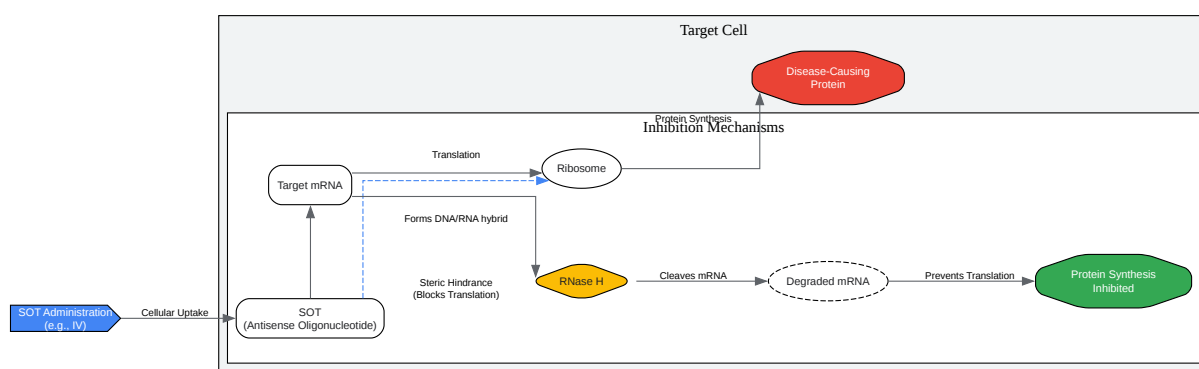 Target Cell
Disease-Causing
Protein
Protein Synthesis
Inhibition Mechanisms
Translation
Ribosome
Target mRNA
Forms DNA/RNA hybrid
Steric Hindrance
(Blocks Translation)
RNase H
Cleaves mRNA
Degraded mRNA
Prevents Translation
Protein Synthesis
Inhibited
SOT Administration
(e.g., IV)
Cellular Uptake
SOT
(Antisense Oligonucleotide)